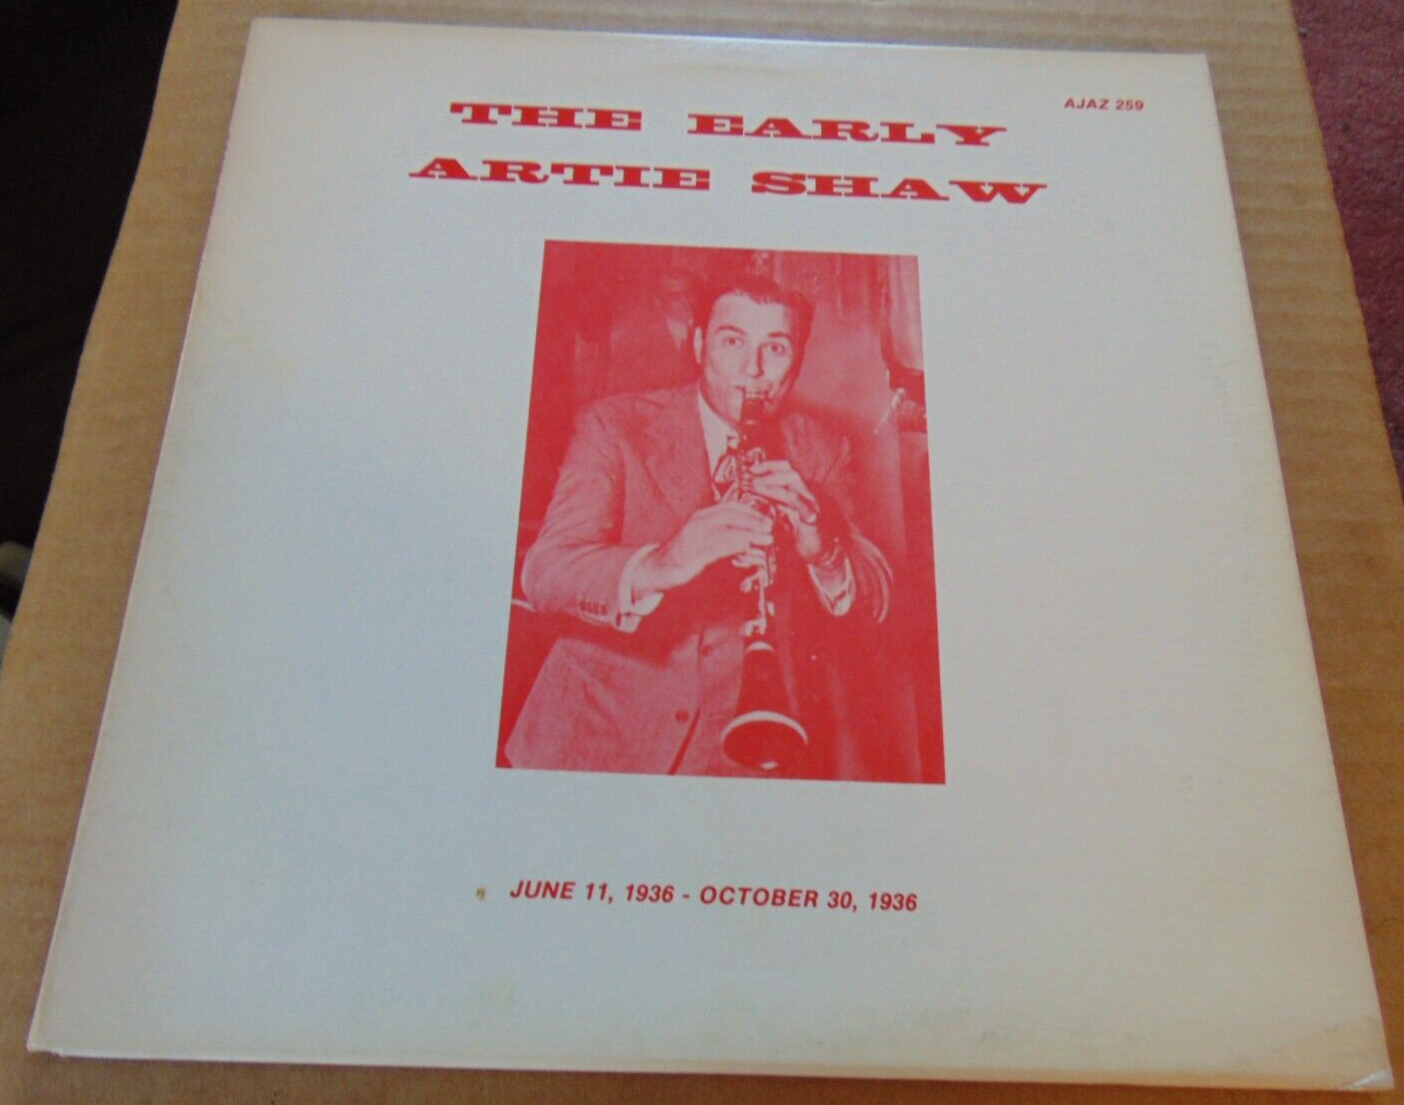 AJAZ 259
THE EARLY
ARTIE SHAW
JUNE 11, 1936 - OCTOBER 30, 1936